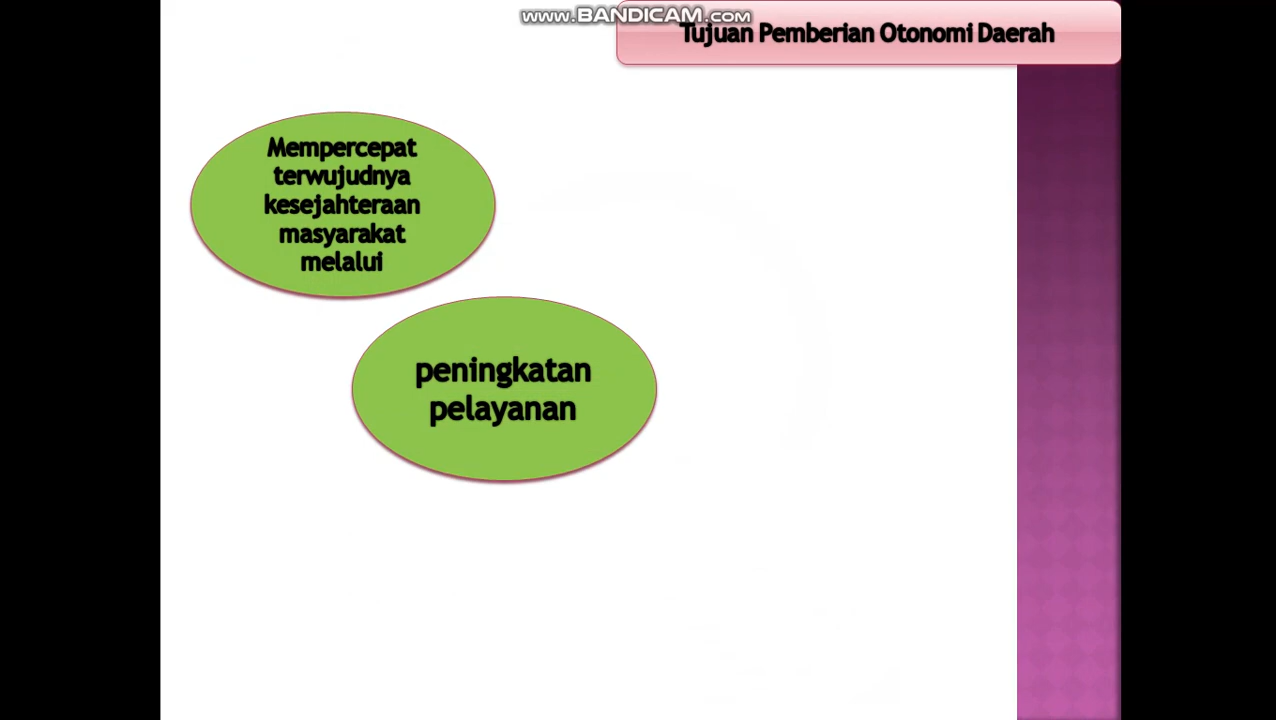 www.BANDICAM.com
Tujuan Pemberian Otonomi Daerah
Mempercepat
terwujudnya
kesejahteraan
masyarakat
melalui
peningkatan
pelayanan